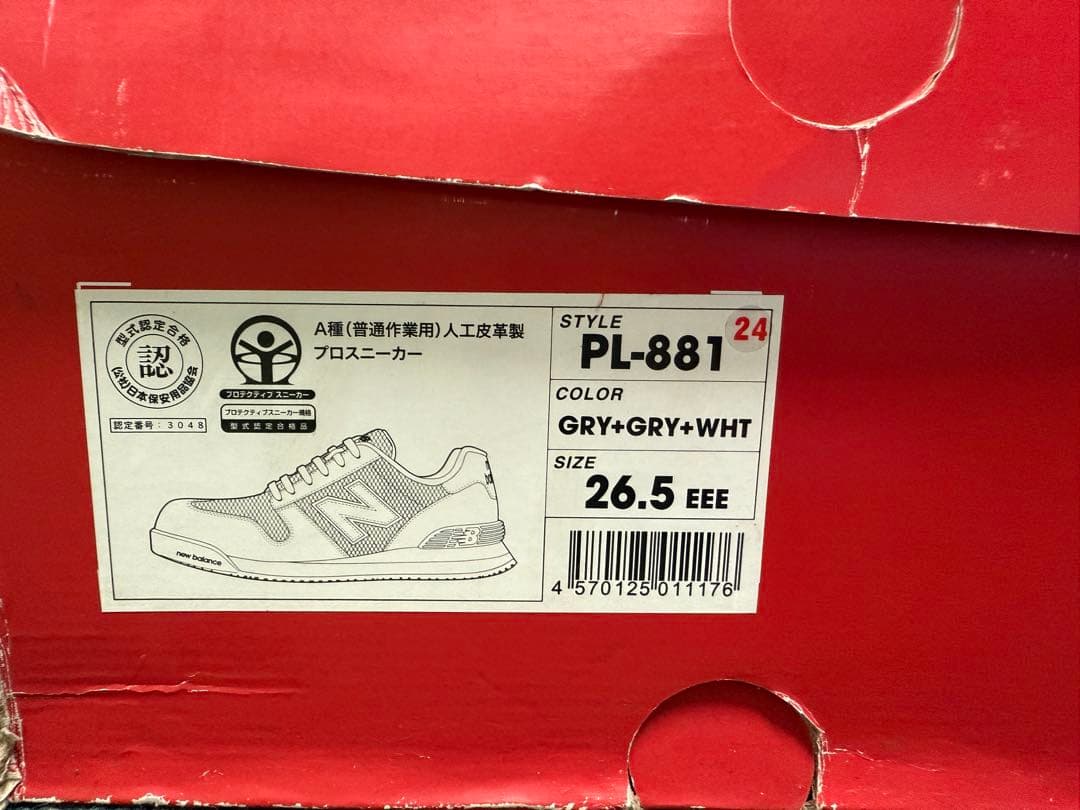 型式認定合格
認
(公社)日本保安用品協会
認定番号：3048
プロテクティブ スニーカー
プロテクティブスニーカー規格
型式認定合格品
A種(普通作業用)人工皮革製
プロスニーカー
N
NB
new balance
STYLE
PL-881
24
COLOR
GRY+GRY+WHT
SIZE
26.5 EEE
4 570125 011176